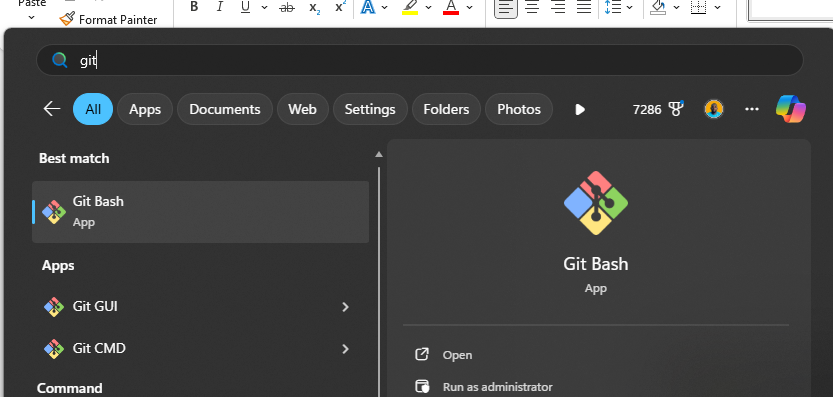 Paste
Format Painter
B I U ab x2 x2 A A
git
All Apps Documents Web Settings Folders Photos 7286
Best match
Git Bash
App
Apps
Git GUI
Git CMD
Command
Git Bash
App
Open
Run as administrator